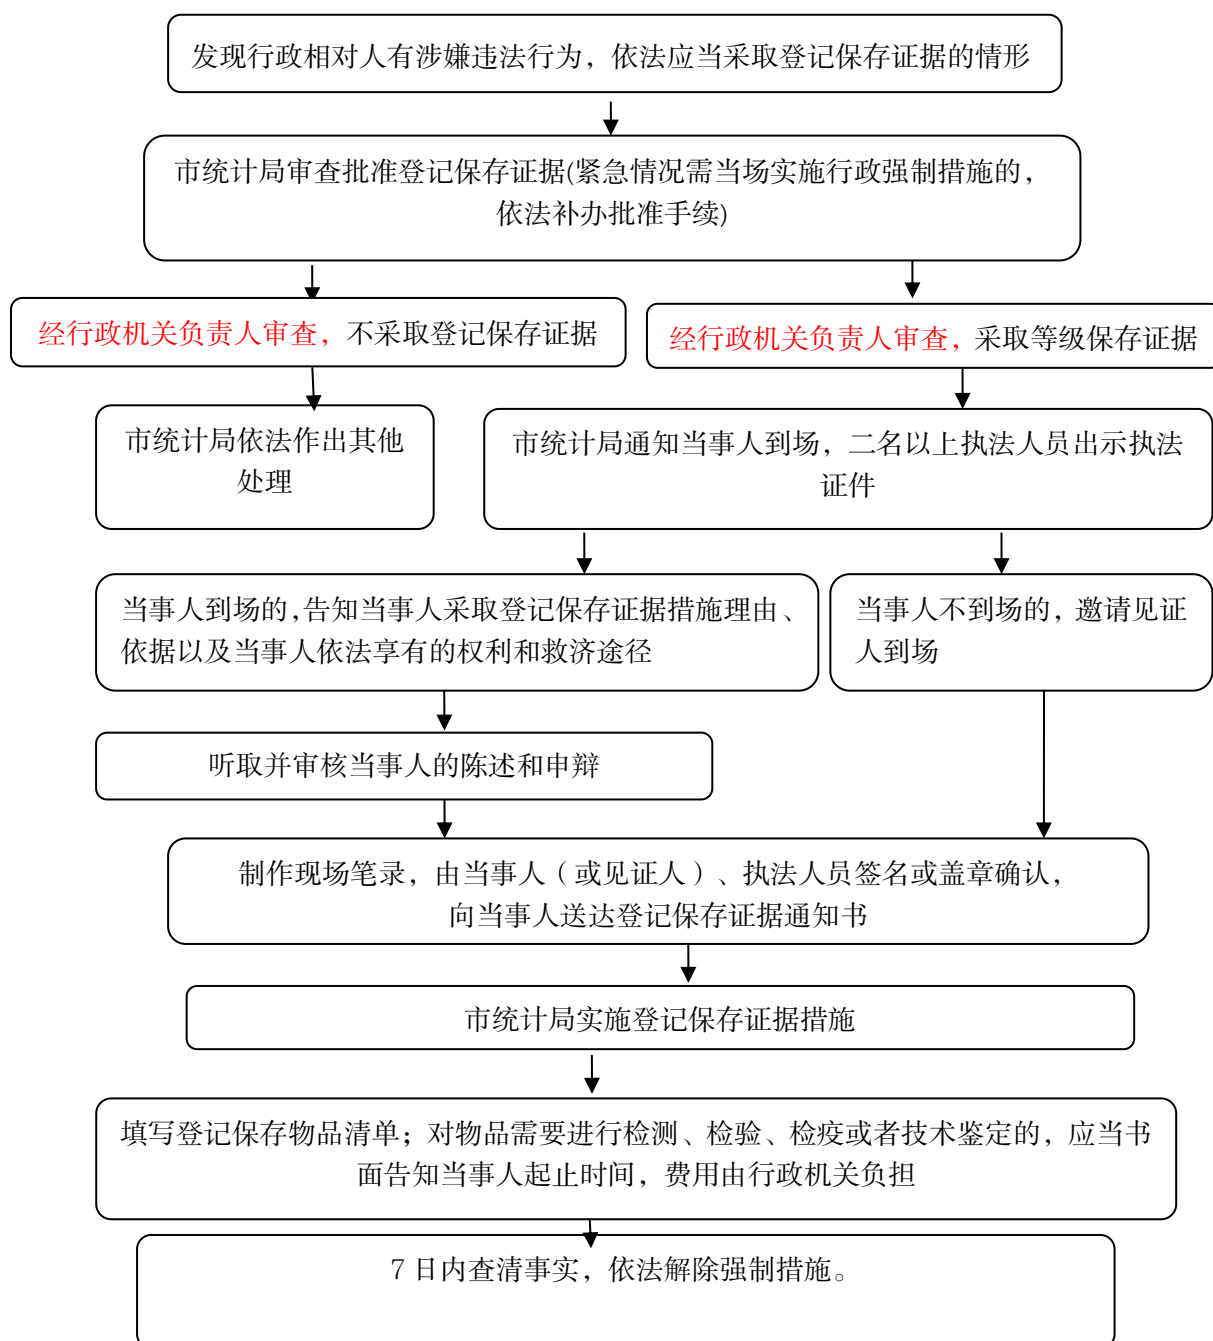 发现行政相对人有涉嫌违法行为，依法应当采取登记保存证据的情形
市统计局审查批准登记保存证据(紧急情况需当场实施行政强制措施的，
依法补办批准手续)
经行政机关负责人审查，不采取登记保存证据
经行政机关负责人审查，采取等级保存证据
市统计局依法作出其他
处理
市统计局通知当事人到场，二名以上执法人员出示执法
证件
当事人到场的，告知当事人采取登记保存证据措施理由、
依据以及当事人依法享有的权利和救济途径
当事人不到场的，邀请见证
人到场
听取并审核当事人的陈述和申辩
制作现场笔录，由当事人（或见证人）、执法人员签名或盖章确认，
向当事人送达登记保存证据通知书
市统计局实施登记保存证据措施
填写登记保存物品清单；对物品需要进行检测、检验、检疫或者技术鉴定的，应当书
面告知当事人起止时间，费用由行政机关负担
7 日内查清事实，依法解除强制措施。